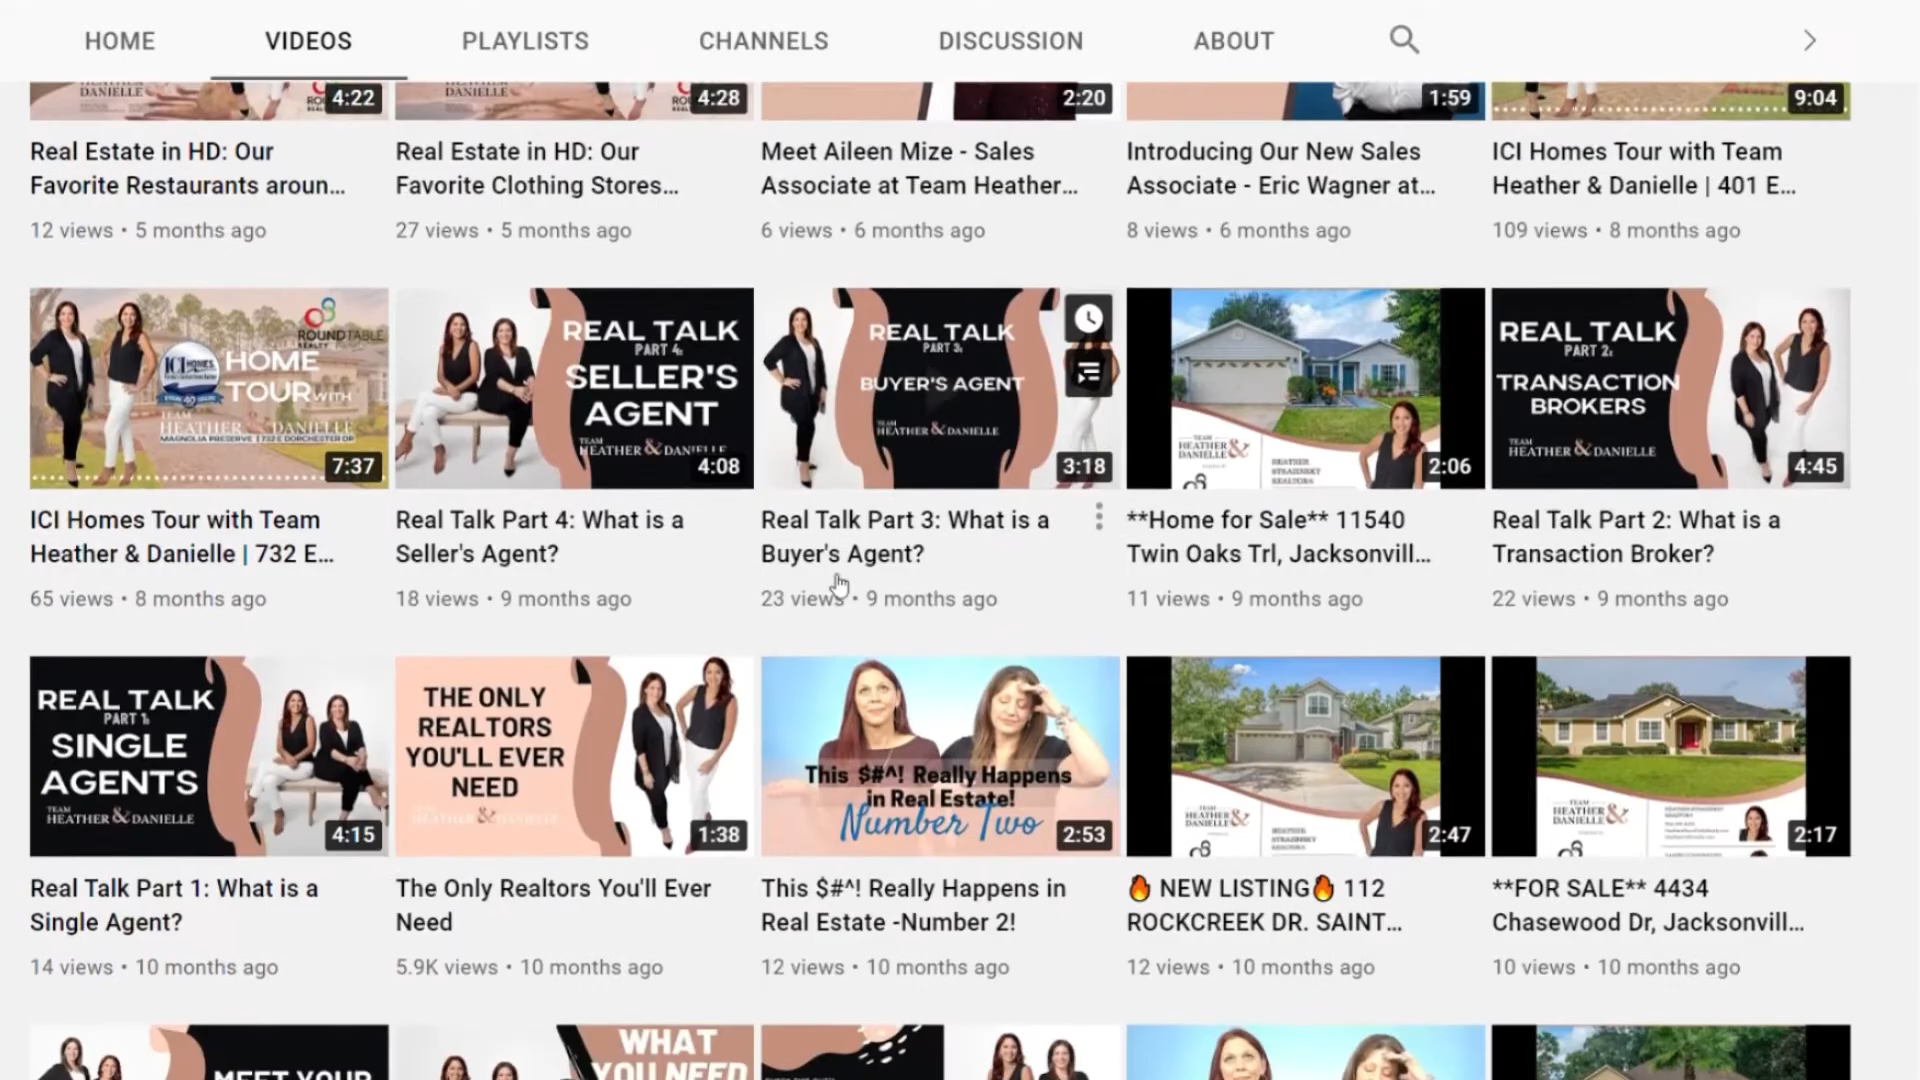 HOME VIDEOS PLAYLISTS CHANNELS DISCUSSION ABOUT
DANIELLE 4:22
DANIELLE 4:28
2:20
1:59
9:04
Real Estate in HD: Our
Favorite Restaurants aroun...
12 views • 5 months ago
Real Estate in HD: Our
Favorite Clothing Stores...
27 views • 5 months ago
Meet Aileen Mize - Sales
Associate at Team Heather...
6 views • 6 months ago
Introducing Our New Sales
Associate - Eric Wagner at...
8 views • 6 months ago
ICI Homes Tour with Team
Heather & Danielle | 401 E...
109 views • 8 months ago
ROUNDTABLE
REALTY
ICI HOMES
HOME
TOUR WITH
TEAM
HEATHER & DANIELLE
MAGNOLIA PRESERVE | 732 E DORCHESTER DR
7:37
ICI Homes Tour with Team
Heather & Danielle | 732 E...
65 views • 8 months ago
REAL TALK
PART 4:
SELLER'S
AGENT
TEAM
HEATHER & DANIELLE
4:08
Real Talk Part 4: What is a
Seller's Agent?
18 views • 9 months ago
REAL TALK
PART 3:
BUYER'S AGENT
TEAM
HEATHER & DANIELLE
3:18
Real Talk Part 3: What is a
Buyer's Agent?
23 views • 9 months ago
TEAM
HEATHER &
DANIELLE
HEATHER
STRAZINSKY
REALTORS
2:06
**Home for Sale** 11540
Twin Oaks Trl, Jacksonvill...
11 views • 9 months ago
REAL TALK
PART 2:
TRANSACTION
BROKERS
TEAM
HEATHER & DANIELLE
4:45
Real Talk Part 2: What is a
Transaction Broker?
22 views • 9 months ago
REAL TALK
PART 1:
SINGLE
AGENTS
TEAM
HEATHER & DANIELLE
4:15
Real Talk Part 1: What is a
Single Agent?
14 views • 10 months ago
THE ONLY
REALTORS
YOU'LL EVER
NEED
HEATHER & DANIELLE
1:38
The Only Realtors You'll Ever
Need
5.9K views • 10 months ago
This $#^! Really Happens
in Real Estate!
Number Two
2:53
This $#^! Really Happens in
Real Estate -Number 2!
12 views • 10 months ago
TEAM
HEATHER &
DANIELLE
HEATHER
STRAZINSKY
REALTORS
2:47
🔥 NEW LISTING🔥 112
ROCKCREEK DR. SAINT...
12 views • 10 months ago
TEAM
HEATHER &
DANIELLE
2:17
**FOR SALE** 4434
Chasewood Dr, Jacksonvill...
10 views • 10 months ago
MEET YOUR
WHAT
YOU NEED